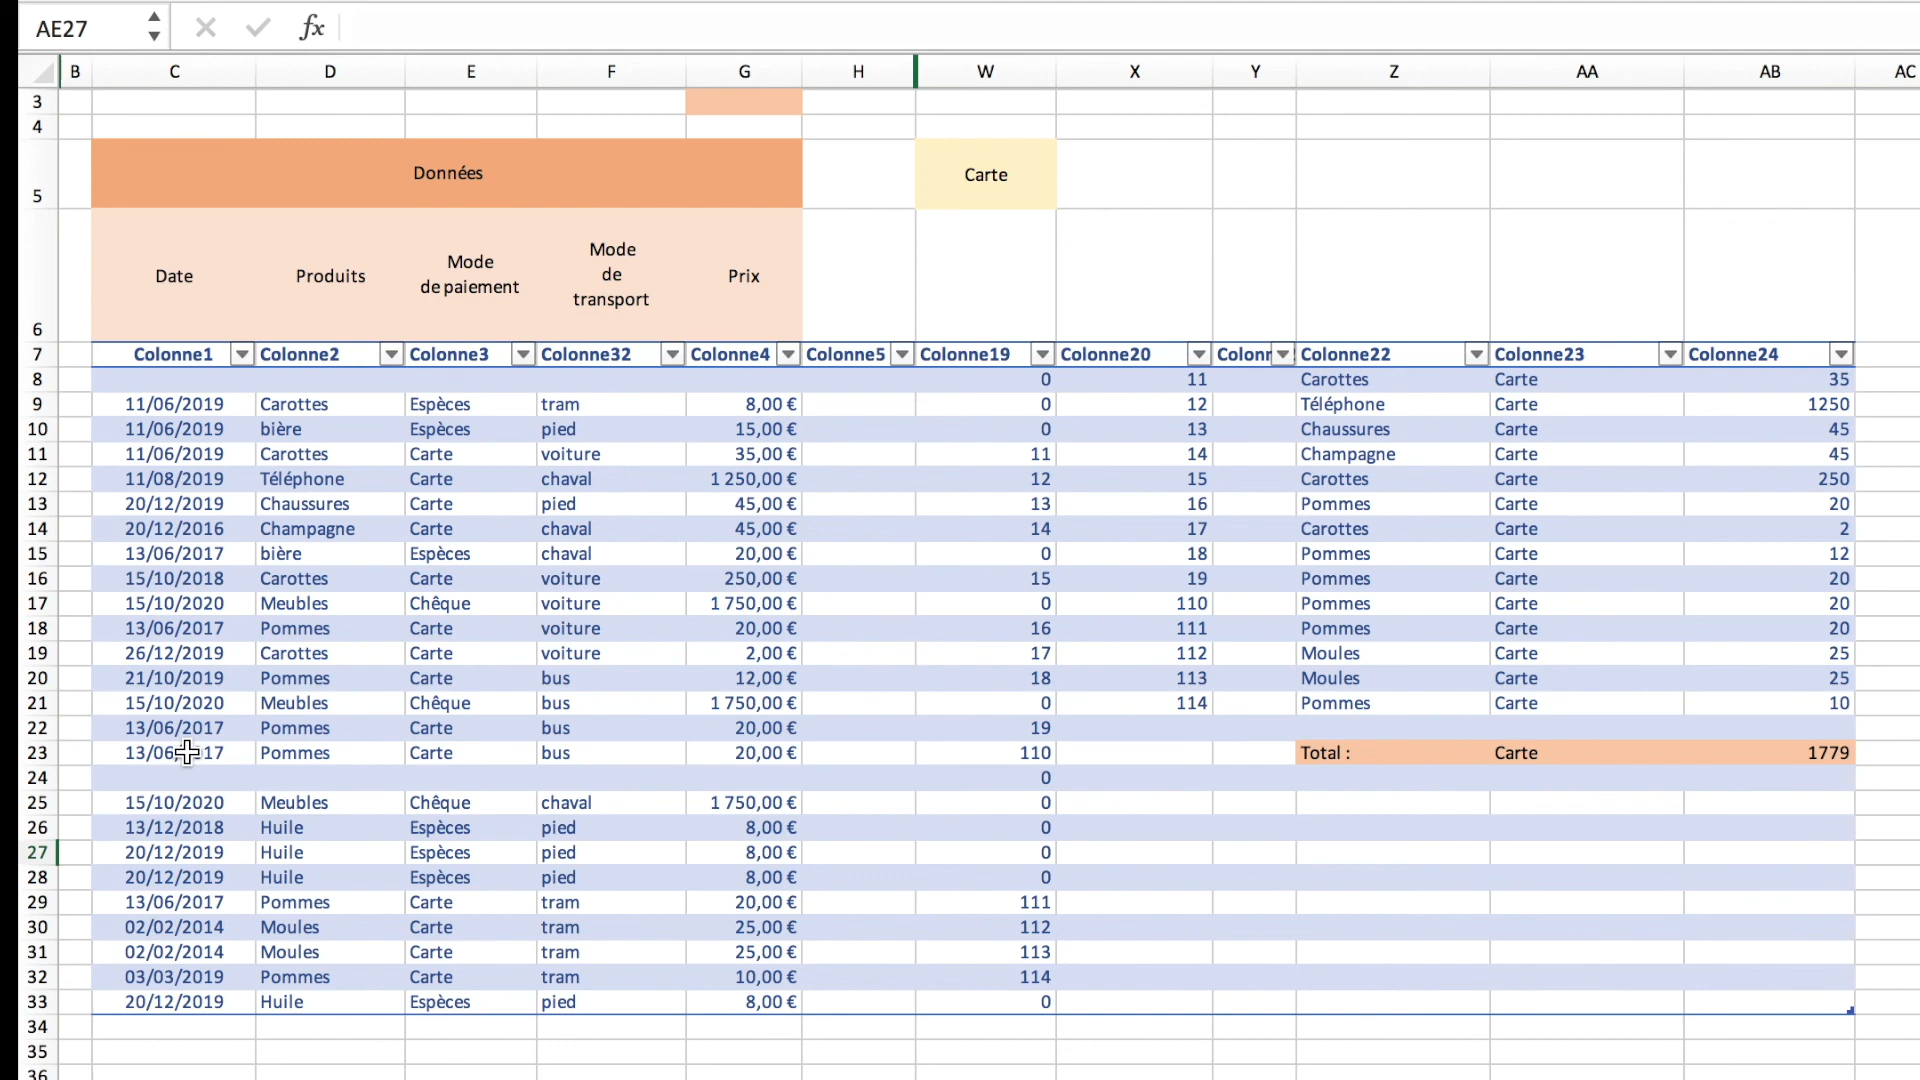 AE27 fx
B C D E F G H W X Y Z AA AB AC
3
4
5 Données Carte
6 Date Produits Mode de paiement Mode de transport Prix
7 Colonne1 Colonne2 Colonne3 Colonne32 Colonne4 Colonne5 Colonne19 Colonne20 Colonr Colonne22 Colonne23 Colonne24
8 0 11 Carottes Carte 35
9 11/06/2019 Carottes Espèces tram 8,00 € 0 12 Téléphone Carte 1250
10 11/06/2019 bière Espèces pied 15,00 € 0 13 Chaussures Carte 45
11 11/06/2019 Carottes Carte voiture 35,00 € 11 14 Champagne Carte 45
12 11/08/2019 Téléphone Carte chaval 1 250,00 € 12 15 Carottes Carte 250
13 20/12/2019 Chaussures Carte pied 45,00 € 13 16 Pommes Carte 20
14 20/12/2016 Champagne Carte chaval 45,00 € 14 17 Carottes Carte 2
15 13/06/2017 bière Espèces chaval 20,00 € 0 18 Pommes Carte 12
16 15/10/2018 Carottes Carte voiture 250,00 € 15 19 Pommes Carte 20
17 15/10/2020 Meubles Chêque voiture 1 750,00 € 0 110 Pommes Carte 20
18 13/06/2017 Pommes Carte voiture 20,00 € 16 111 Pommes Carte 20
19 26/12/2019 Carottes Carte voiture 2,00 € 17 112 Moules Carte 25
20 21/10/2019 Pommes Carte bus 12,00 € 18 113 Moules Carte 25
21 15/10/2020 Meubles Chêque bus 1 750,00 € 0 114 Pommes Carte 10
22 13/06/2017 Pommes Carte bus 20,00 € 19
23 13/06 17 Pommes Carte bus 20,00 € 110 Total : Carte 1779
24 0
25 15/10/2020 Meubles Chêque chaval 1 750,00 € 0
26 13/12/2018 Huile Espèces pied 8,00 € 0
27 20/12/2019 Huile Espèces pied 8,00 € 0
28 20/12/2019 Huile Espèces pied 8,00 € 0
29 13/06/2017 Pommes Carte tram 20,00 € 111
30 02/02/2014 Moules Carte tram 25,00 € 112
31 02/02/2014 Moules Carte tram 25,00 € 113
32 03/03/2019 Pommes Carte tram 10,00 € 114
33 20/12/2019 Huile Espèces pied 8,00 € 0
34
35
36